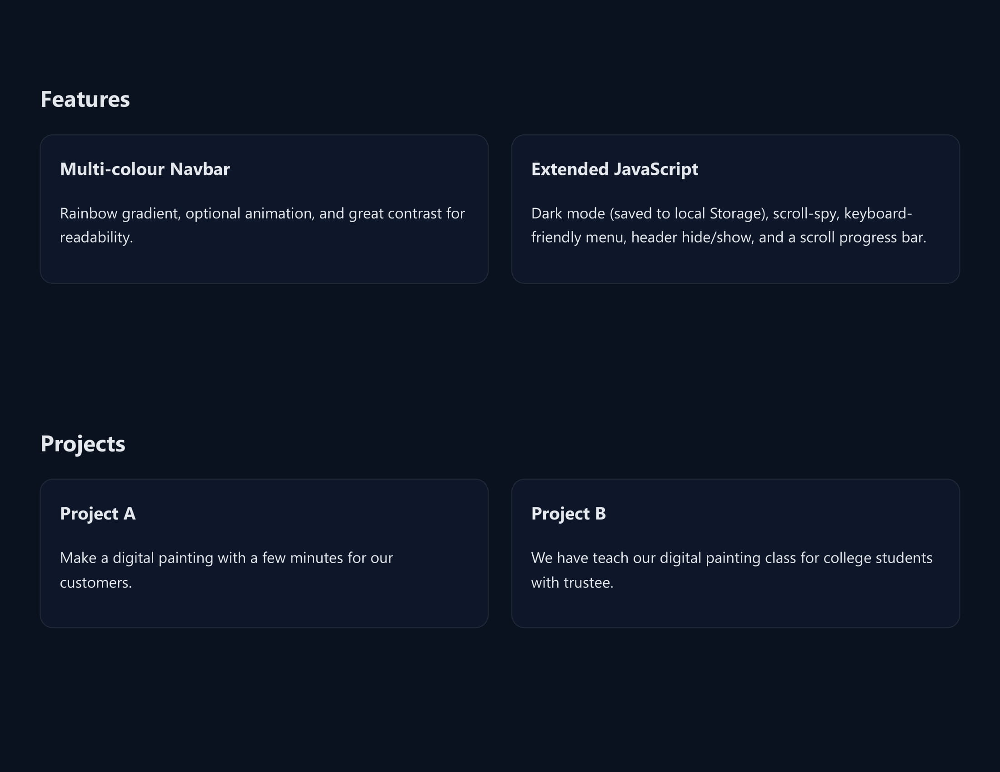 Features
Multi-colour Navbar
Rainbow gradient, optional animation, and great contrast for
readability.
Extended JavaScript
Dark mode (saved to local Storage), scroll-spy, keyboard-
friendly menu, header hide/show, and a scroll progress bar.
Projects
Project A
Make a digital painting with a few minutes for our
customers.
Project B
We have teach our digital painting class for college students
with trustee.